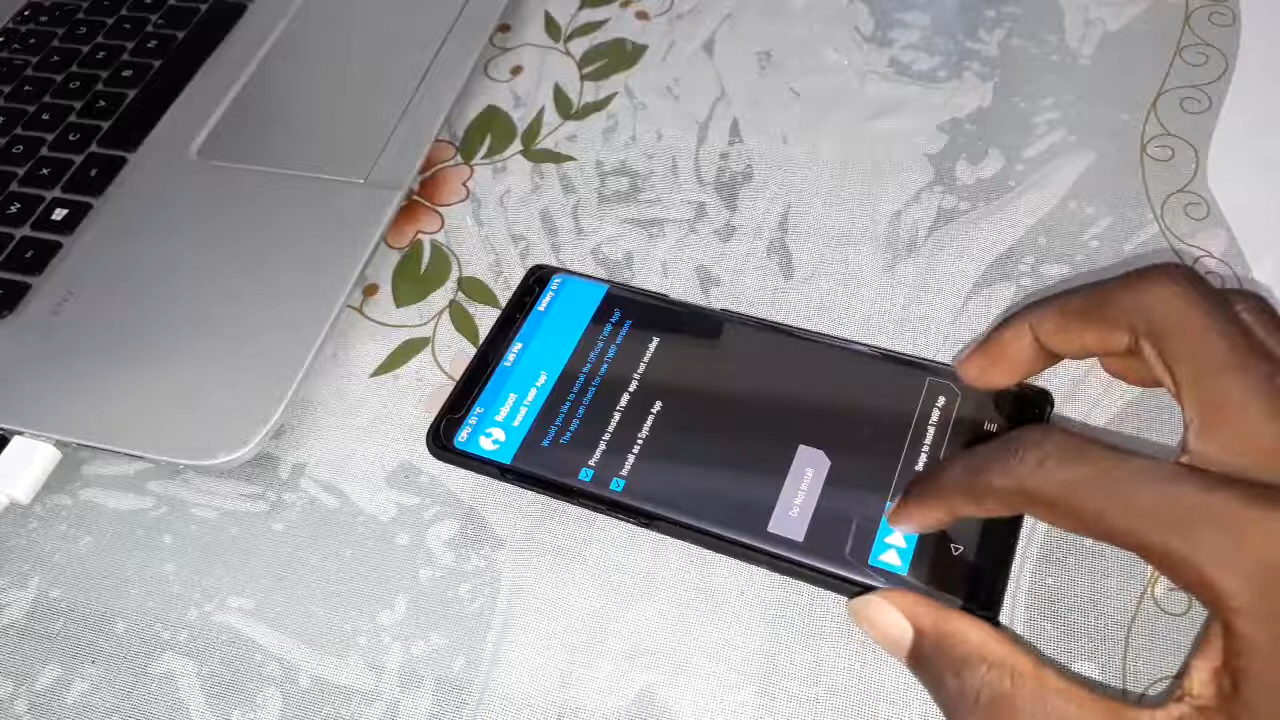 CPU: 51 °C
5:49 PM
Battery: 61%
Reboot
Install TWRP App?
Would you like to install the official TWRP App?
The app can check for new TWRP versions.
Prompt to install TWRP app if not installed
Install as a System App
Do Not Install
Swipe to Install TWRP App